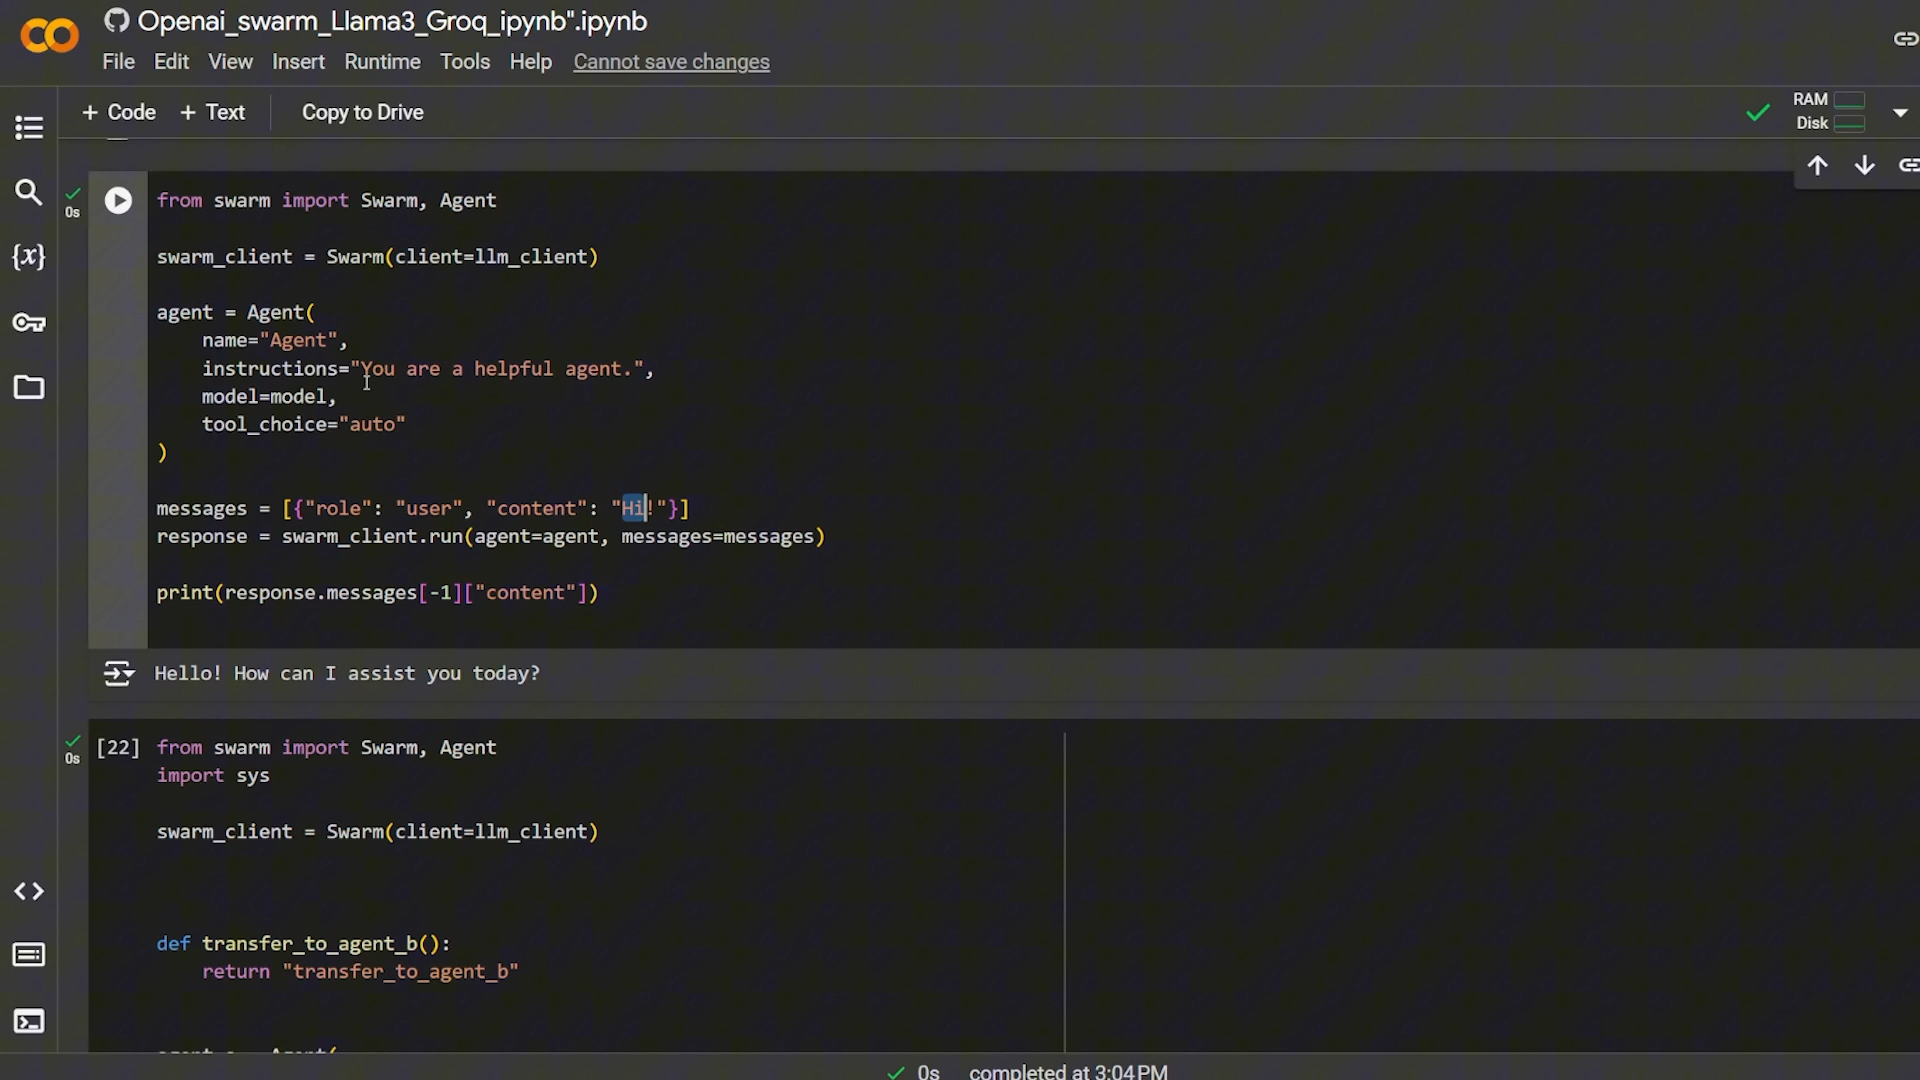 Openai_swarm_Llama3_Groq_ipynb".ipynb
File Edit View Insert Runtime Tools Help Cannot save changes
+ Code + Text Copy to Drive
RAM
Disk
0s
from swarm import Swarm, Agent
swarm_client = Swarm(client=llm_client)
agent = Agent(
name="Agent",
instructions="You are a helpful agent.",
model=model,
tool_choice="auto"
)
messages = [{"role": "user", "content": "Hi!"}]
response = swarm_client.run(agent=agent, messages=messages)
print(response.messages[-1]["content"])
Hello! How can I assist you today?
0s
[22] from swarm import Swarm, Agent
import sys
swarm_client = Swarm(client=llm_client)
def transfer_to_agent_b():
return "transfer_to_agent_b"
0s completed at 3:04 PM